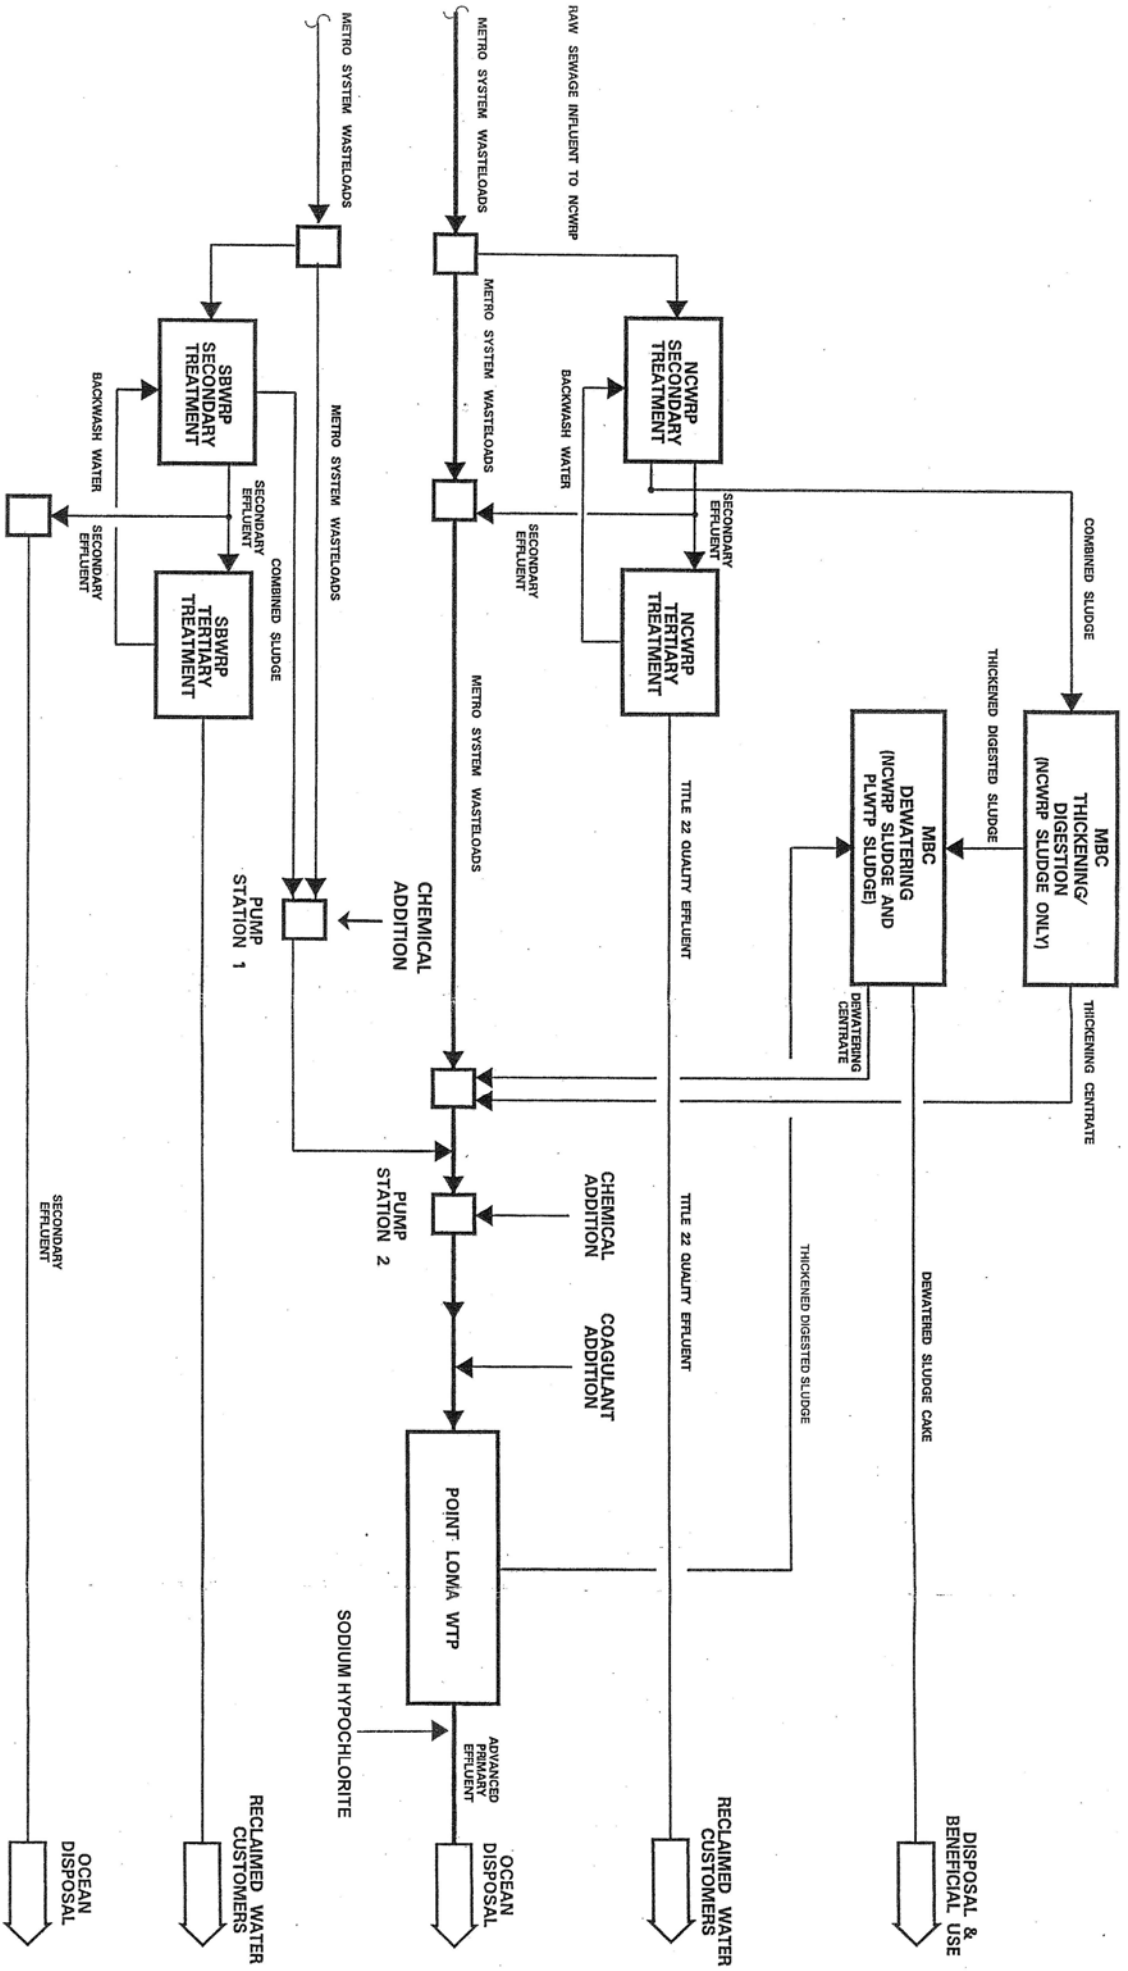 MBC
THICKENING/
DIGESTION
(NCWRP SLUDGE ONLY)
COMBINED SLUDGE
THICKENING CENTRATE
THICKENED DIGESTED SLUDGE
MBC
DEWATERING
(NCWRP SLUDGE AND
PLWTP SLUDGE)
DEWATERING
CENTRATE
DEWATERED SLUDGE CAKE
DISPOSAL &
BENEFICIAL USE
THICKENED DIGESTED SLUDGE
RAW SEWAGE INFLUENT TO NCWRP
NCWRP
SECONDARY
TREATMENT
SECONDARY
EFFLUENT
NCWRP
TERTIARY
TREATMENT
BACKWASH WATER
SECONDARY
EFFLUENT
TITLE 22 QUALITY EFFLUENT
TITLE 22 QUALITY EFFLUENT
RECLAIMED WATER
CUSTOMERS
METRO SYSTEM WASTELOADS
METRO SYSTEM WASTELOADS
METRO SYSTEM WASTELOADS
CHEMICAL
ADDITION
COAGULANT
ADDITION
PUMP
STATION 2
POINT LOMA WTP
ADVANCED
PRIMARY
EFFLUENT
OCEAN
DISPOSAL
SODIUM HYPOCHLORITE
METRO SYSTEM WASTELOADS
METRO SYSTEM WASTELOADS
CHEMICAL
ADDITION
PUMP
STATION 1
COMBINED SLUDGE
SBWRP
SECONDARY
TREATMENT
SECONDARY
EFFLUENT
SBWRP
TERTIARY
TREATMENT
BACKWASH WATER
SECONDARY
EFFLUENT
RECLAIMED WATER
CUSTOMERS
SECONDARY
EFFLUENT
OCEAN
DISPOSAL